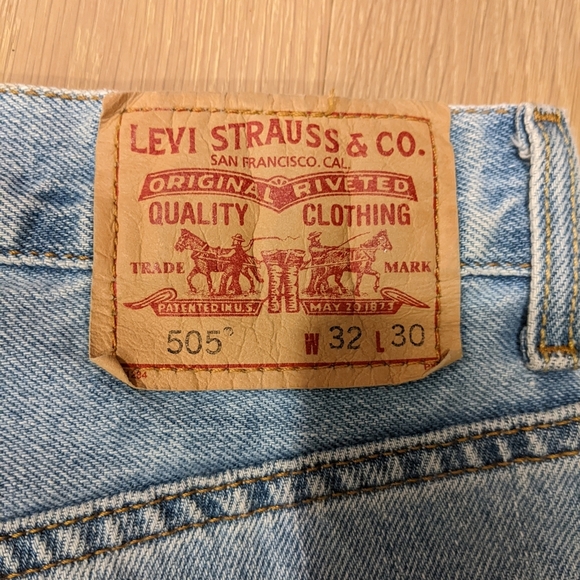 LEVI STRAUSS & CO.
SAN FRANCISCO. CAL.
ORIGINAL RIVETED
QUALITY CLOTHING
TRADE MARK
PATENTED IN U.S. MAY 20 1873
505® W 32 L 30